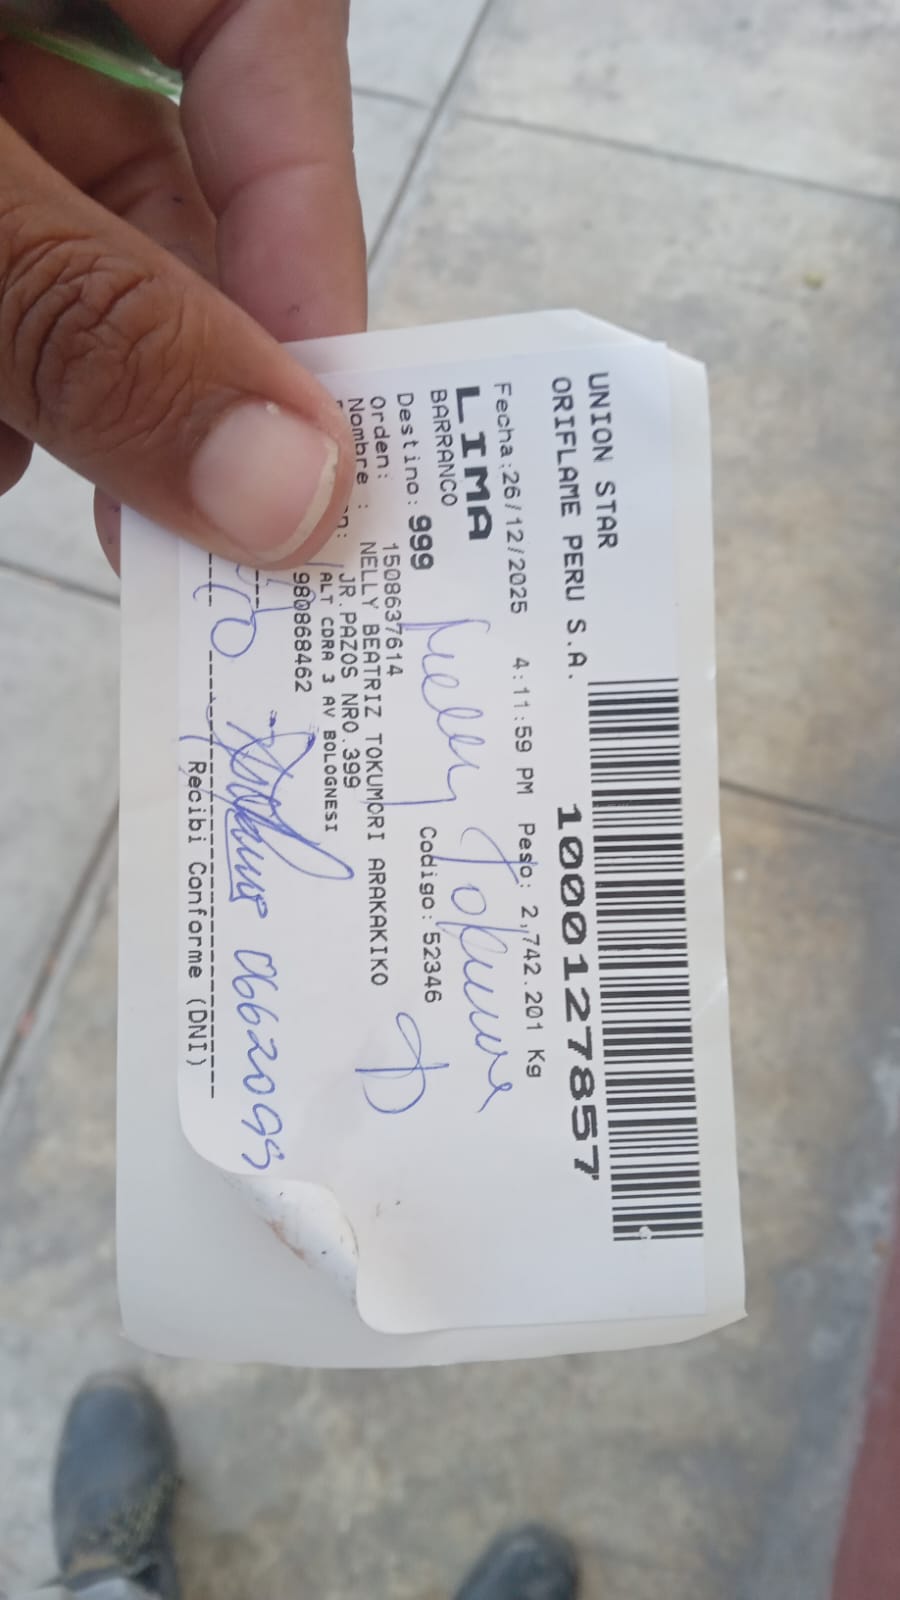 UNION STAR
ORIFLAME PERU S.A.
10001278577
Fecha:26/12/2025 4:11:59 PM Peso: 2,742.201 Kg
LIMA
BARRANCO
Nelly
Destino: 999 Codigo:52346
Orden: 1508637614
Nombre : NELLY BEATRIZ TOKUMORI ARAKAKIKO
JR.PAZOS NRO.399
ALT CDRA 3 AV BOLOGNESI
980868462
Recibi Conforme (DNI)